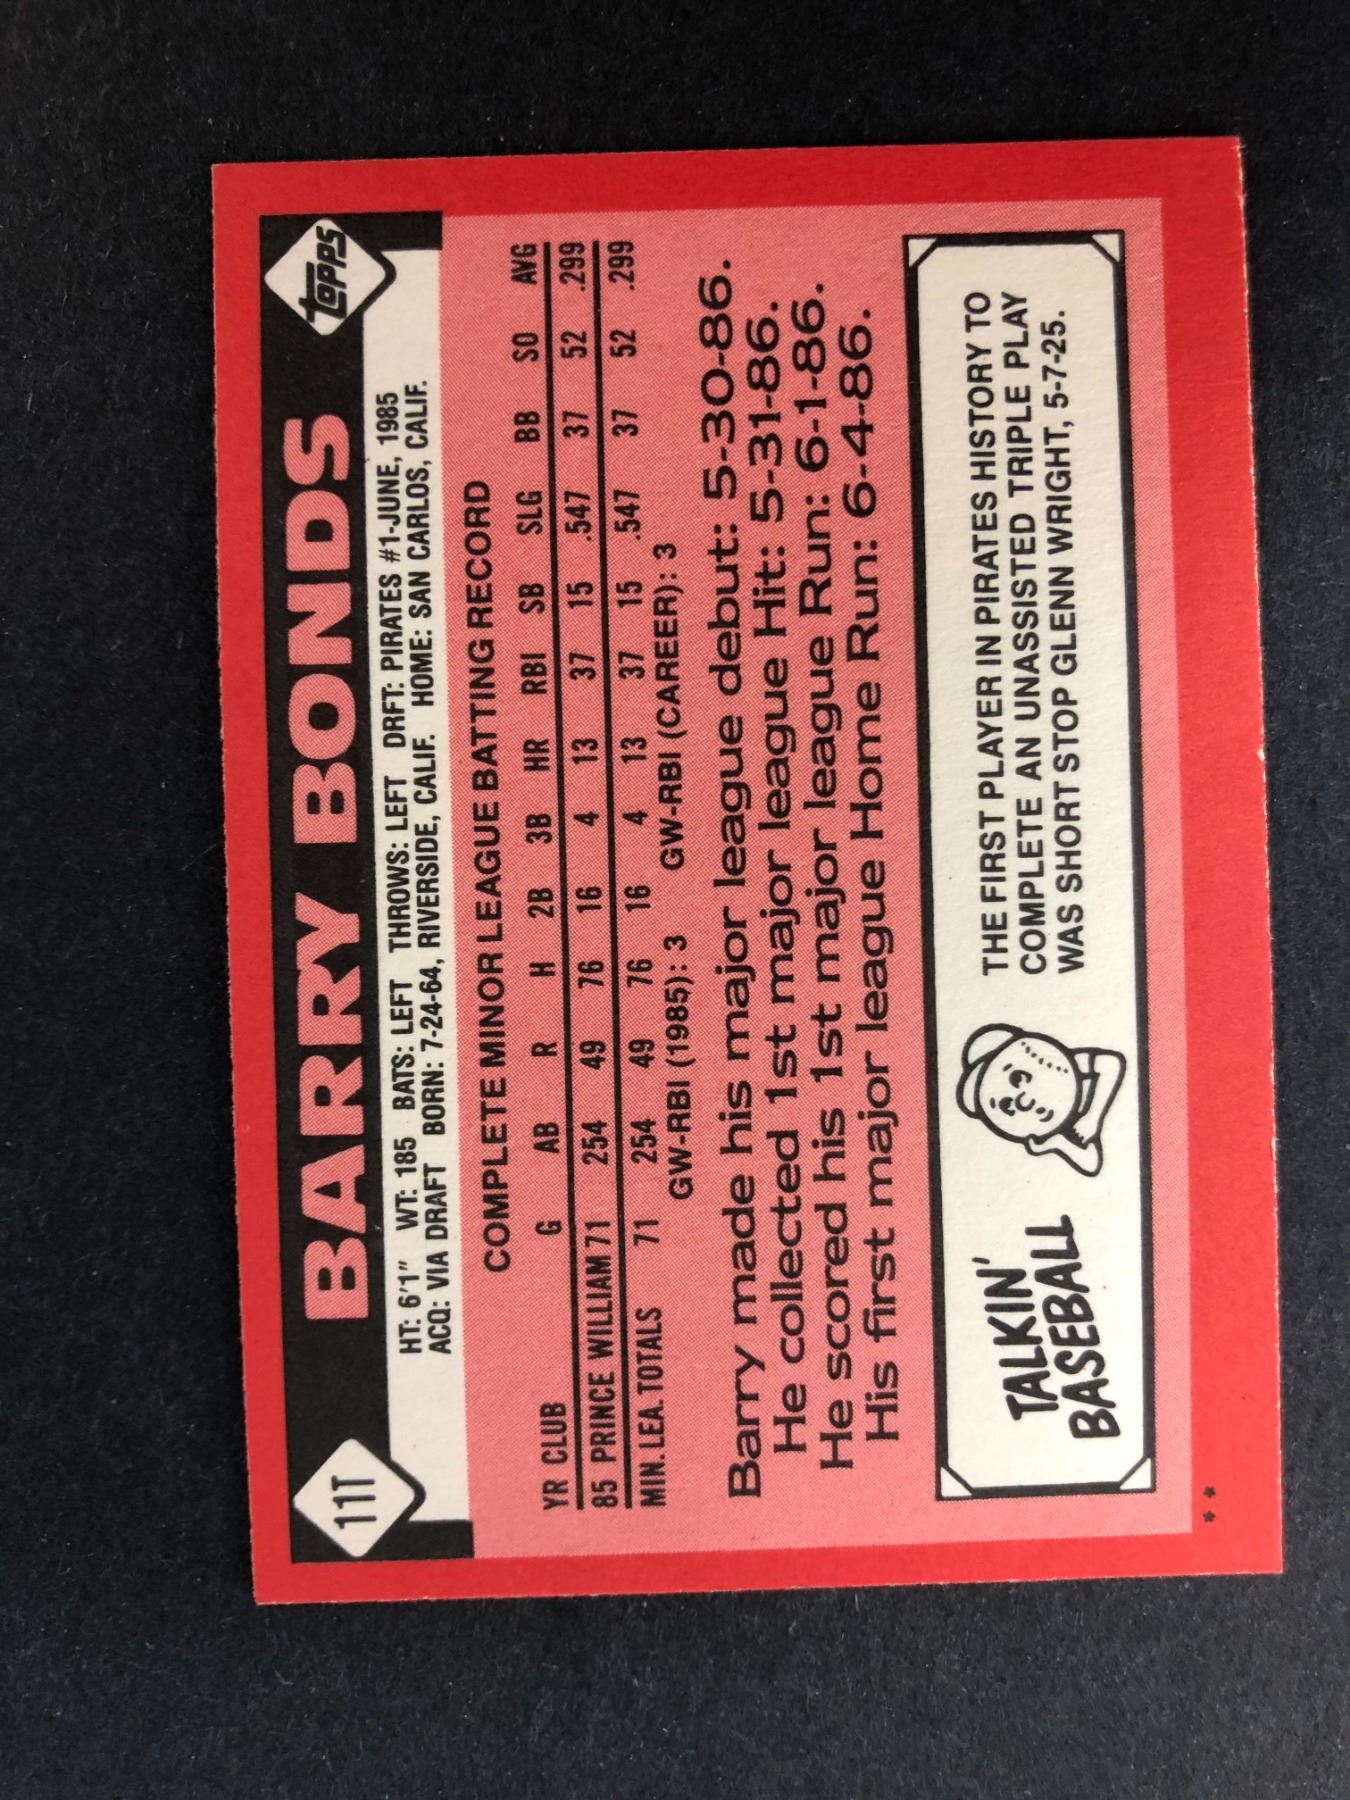 11T
BARRY BONDS
TOPPS
HT: 6'1" WT: 185 BATS: LEFT THROWS: LEFT DRFT: PIRATES #1-JUNE, 1985
ACQ: VIA DRAFT BORN: 7-24-64, RIVERSIDE, CALIF. HOME: SAN CARLOS, CALIF.
COMPLETE MINOR LEAGUE BATTING RECORD
YR CLUB G AB R H 2B 3B HR RBI SB SLG BB SO AVG
85 PRINCE WILLIAM 71 254 49 76 16 4 13 37 15 .547 37 52 .299
MIN. LEA. TOTALS 71 254 49 76 16 4 13 37 15 .547 37 52 .299
GW-RBI (1985): 3 GW-RBI (CAREER): 3
Barry made his major league debut: 5-30-86.
He collected 1st major league Hit: 5-31-86.
He scored his 1st major league Run: 6-1-86.
His first major league Home Run: 6-4-86.
TALKIN'
BASEBALL
THE FIRST PLAYER IN PIRATES HISTORY TO
COMPLETE AN UNASSISTED TRIPLE PLAY
WAS SHORTSTOP GLENN WRIGHT, 5-7-25.
**